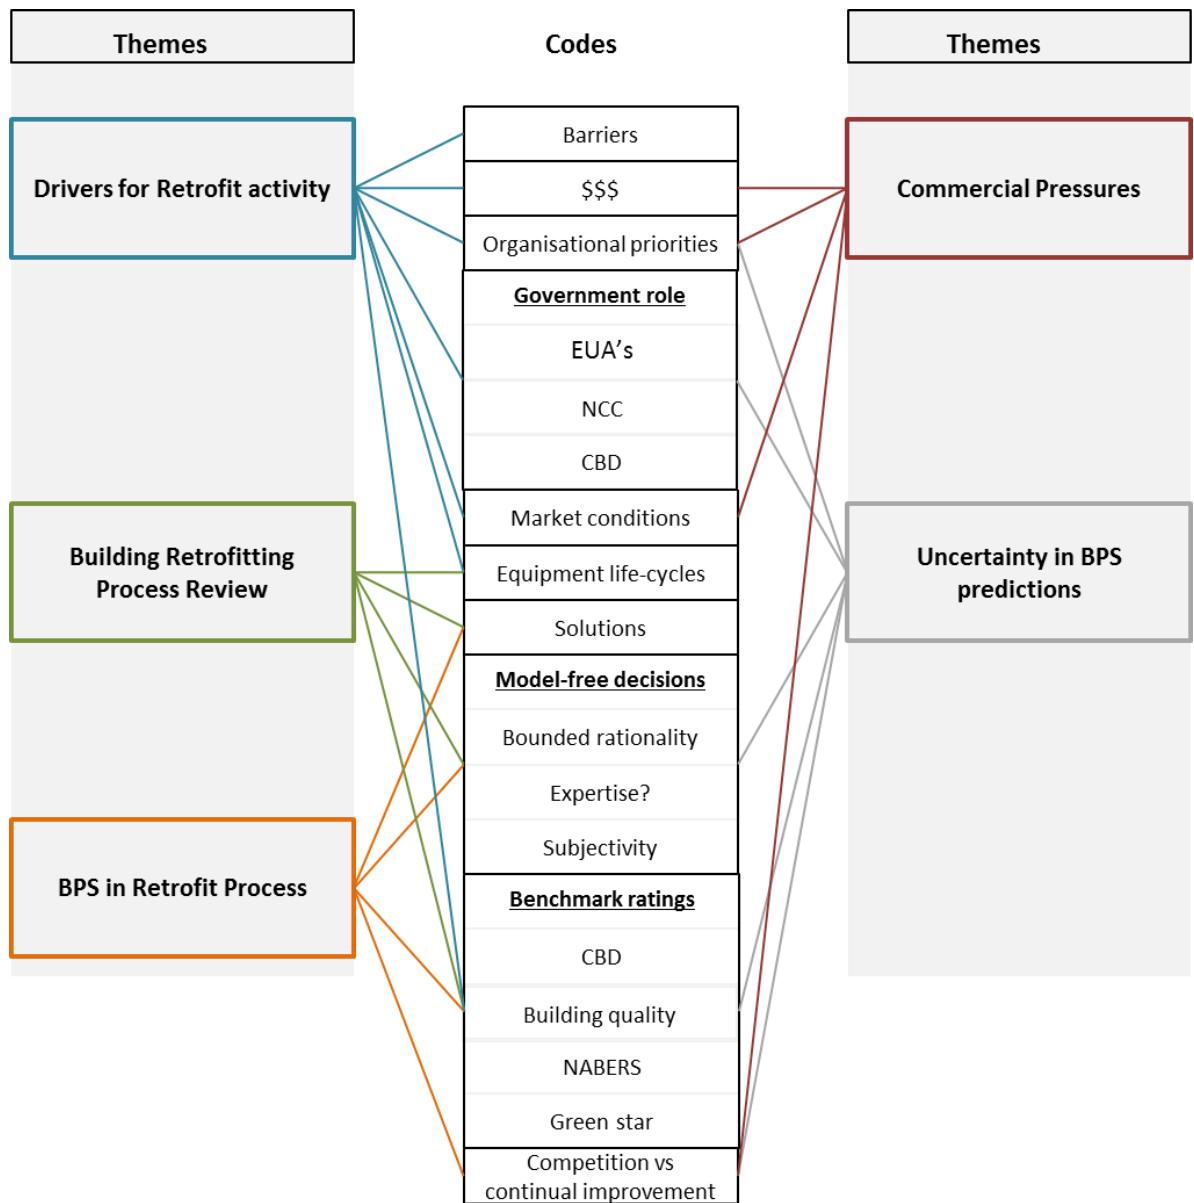 Themes
Codes
Themes
Drivers for Retrofit activity
Building Retrofitting
Process Review
BPS in Retrofit Process
Barriers
$$$
Organisational priorities
Government role
EUA's
NCC
CBD
Market conditions
Equipment life-cycles
Solutions
Model-free decisions
Bounded rationality
Expertise?
Subjectivity
Benchmark ratings
CBD
Building quality
NABERS
Green star
Competition vs
continual improvement
Commercial Pressures
Uncertainty in BPS
predictions